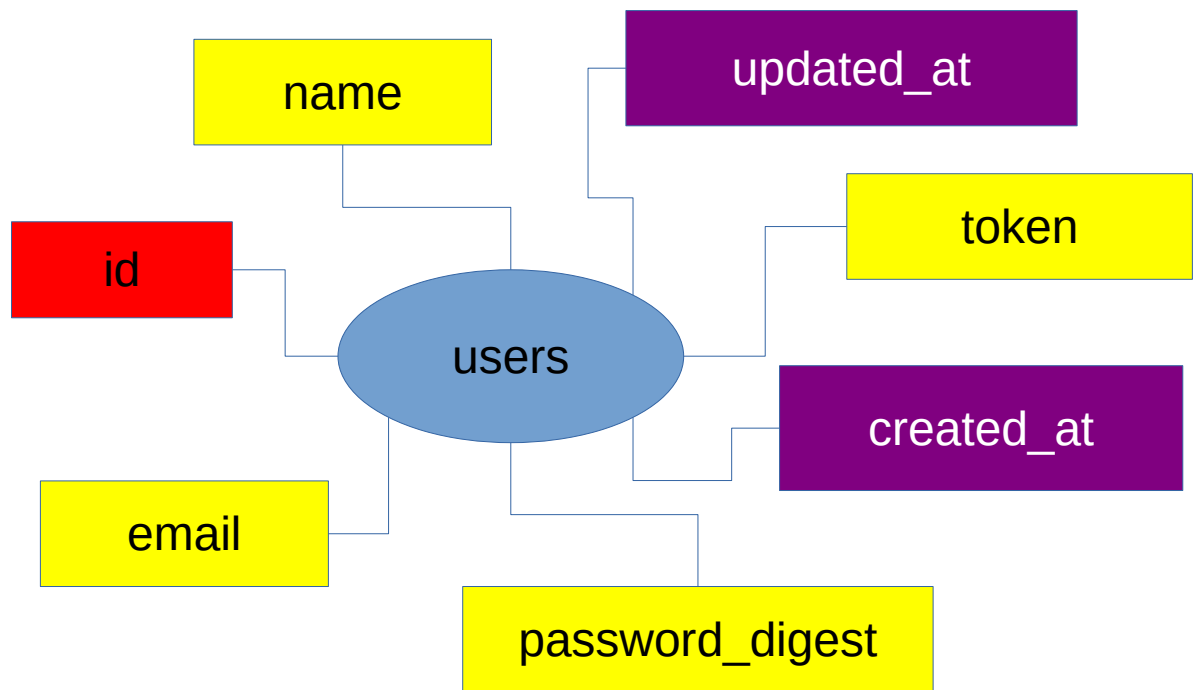 updated_at
name
token
id
users
created_at
email
password_digest